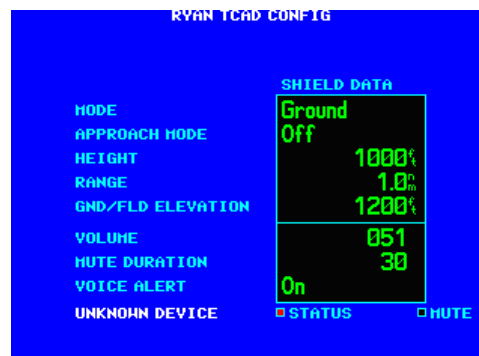 RYAN TCAD CONFIG
SHIELD DATA
MODE Ground
APPROACH MODE Off
HEIGHT 1000ft
RANGE 1.0nm
GND/FLD ELEVATION 1200ft
VOLUME 051
MUTE DURATION 30
VOICE ALERT On
UNKNOWN DEVICE STATUS MUTE